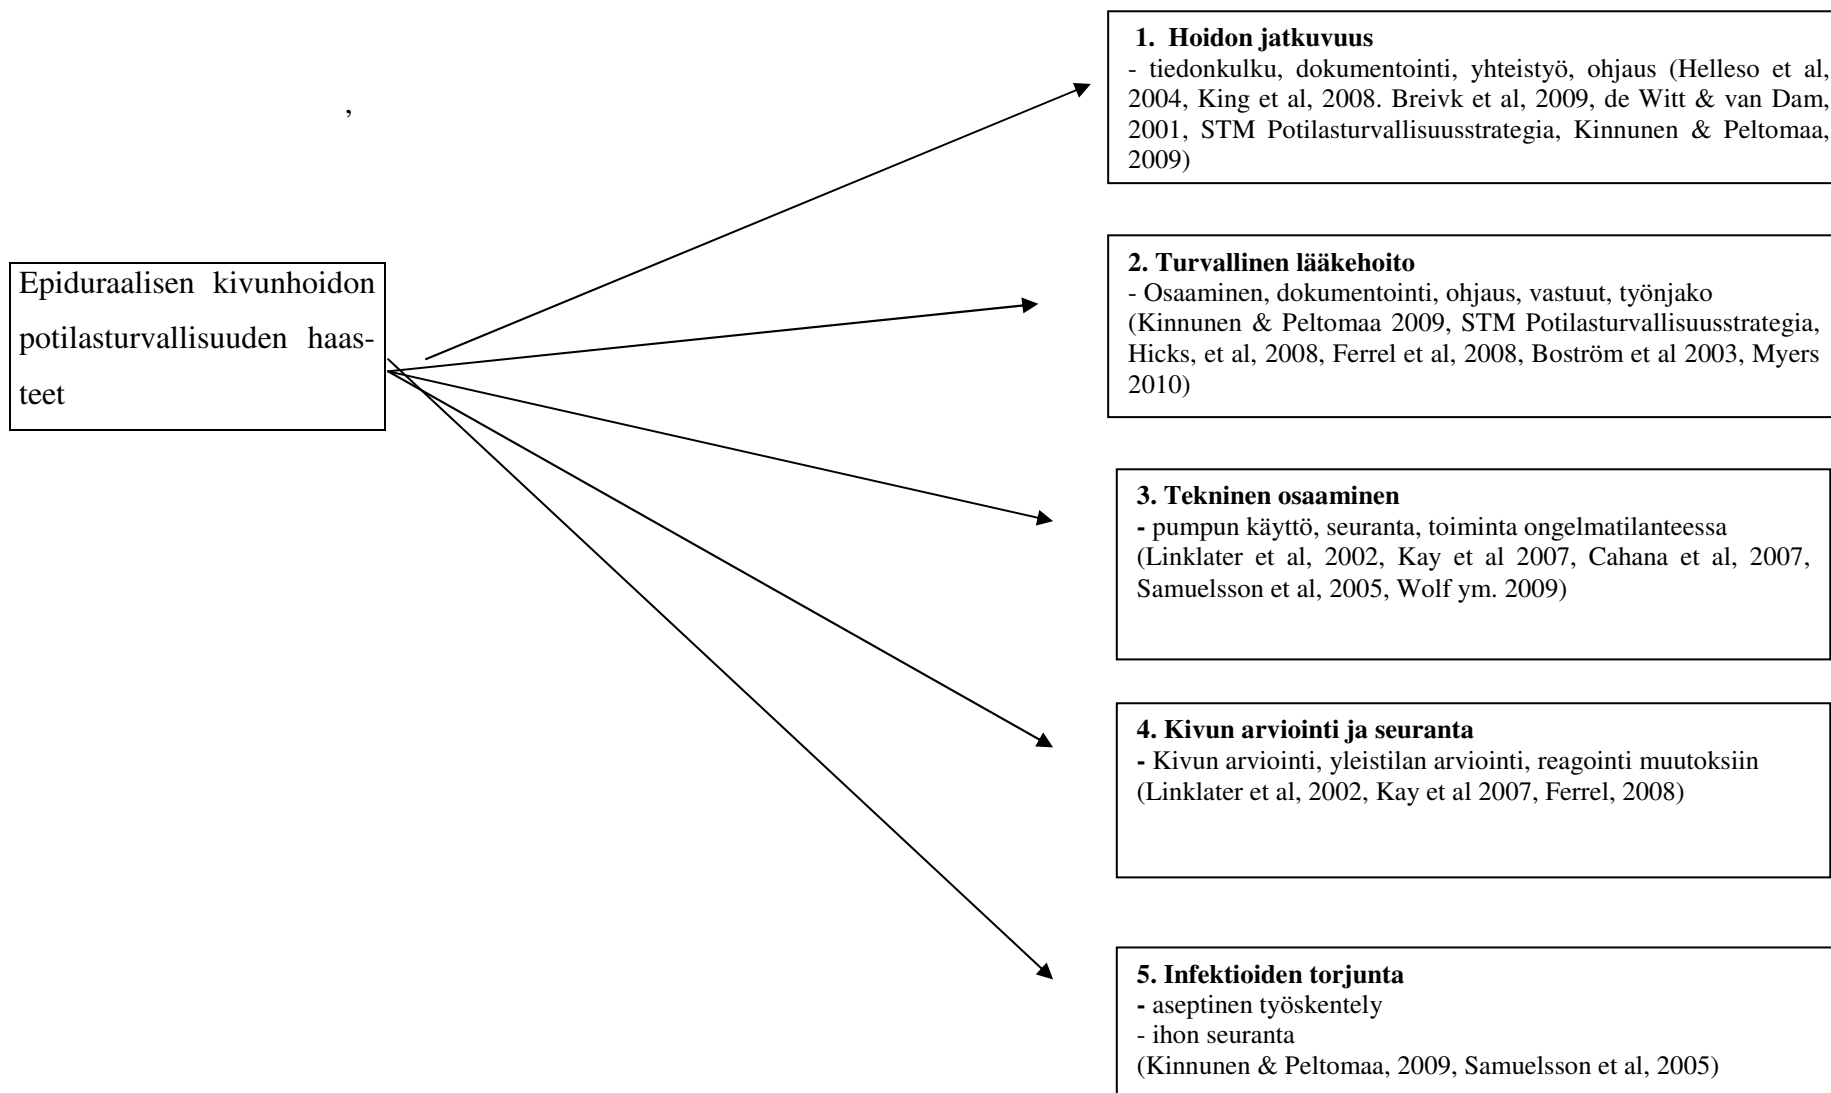 ,
Epiduraalisen kivunhoidon
potilasturvallisuuden haas-
teet
1. Hoidon jatkuvuus
- tiedonkulku, dokumentointi, yhteistyö, ohjaus (Helleso et al,
2004, King et al, 2008. Breivk et al, 2009, de Witt & van Dam,
2001, STM Potilasturvallisuusstrategia, Kinnunen & Peltomaa,
2009)
2. Turvallinen lääkehoito
- Osaaminen, dokumentointi, ohjaus, vastuut, työnjako
(Kinnunen & Peltomaa 2009, STM Potilasturvallisuusstrategia,
Hicks, et al, 2008, Ferrel et al, 2008, Boström et al 2003, Myers
2010)
3. Tekninen osaaminen
- pumpun käyttö, seuranta, toiminta ongelmatilanteessa
(Linklater et al, 2002, Kay et al 2007, Cahana et al, 2007,
Samuelsson et al, 2005, Wolf ym. 2009)
4. Kivun arviointi ja seuranta
- Kivun arviointi, yleistilan arviointi, reagointi muutoksiin
(Linklater et al, 2002, Kay et al 2007, Ferrel, 2008)
5. Infektioiden torjunta
- aseptinen työskentely
- ihon seuranta
(Kinnunen & Peltomaa, 2009, Samuelsson et al, 2005)